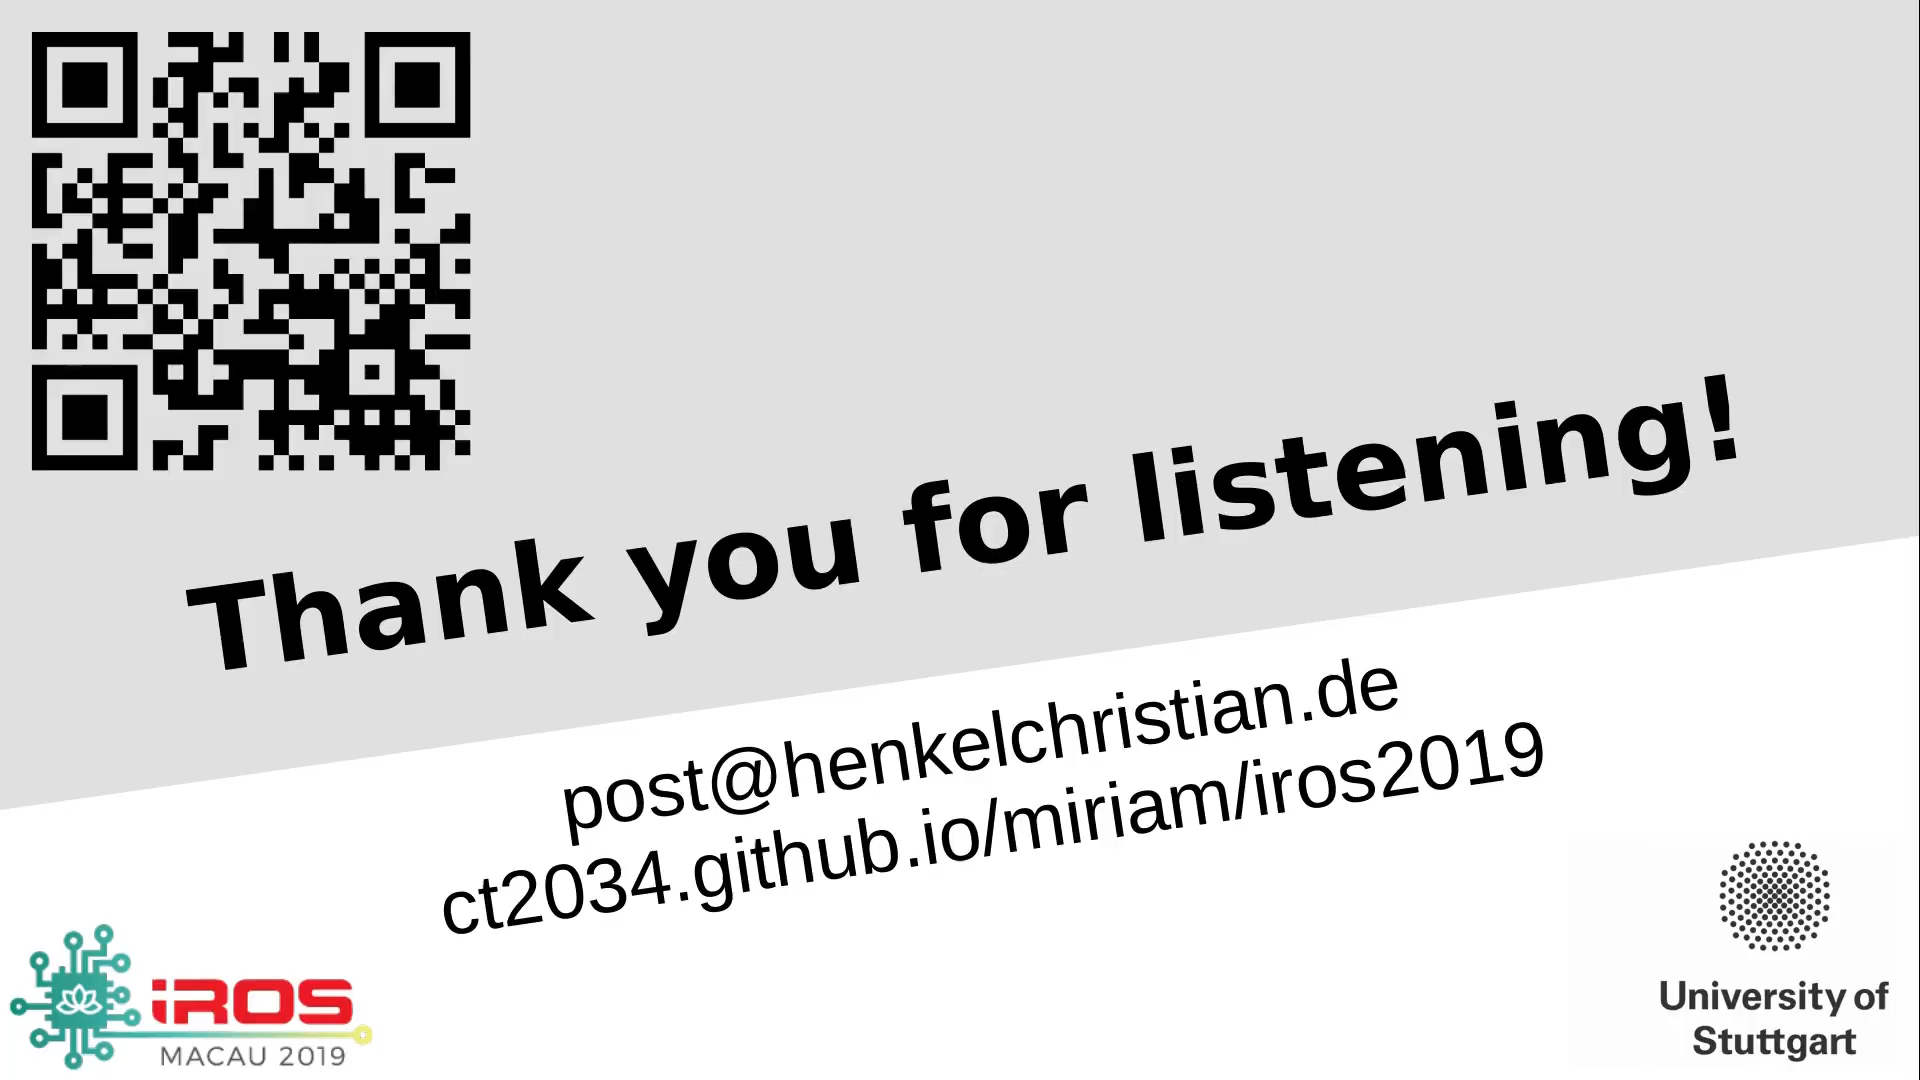 Thank you for listening!
post@henkelchristian.de
ct2034.github.io/miriam/iros2019
iROS
MACAU 2019
University of
Stuttgart